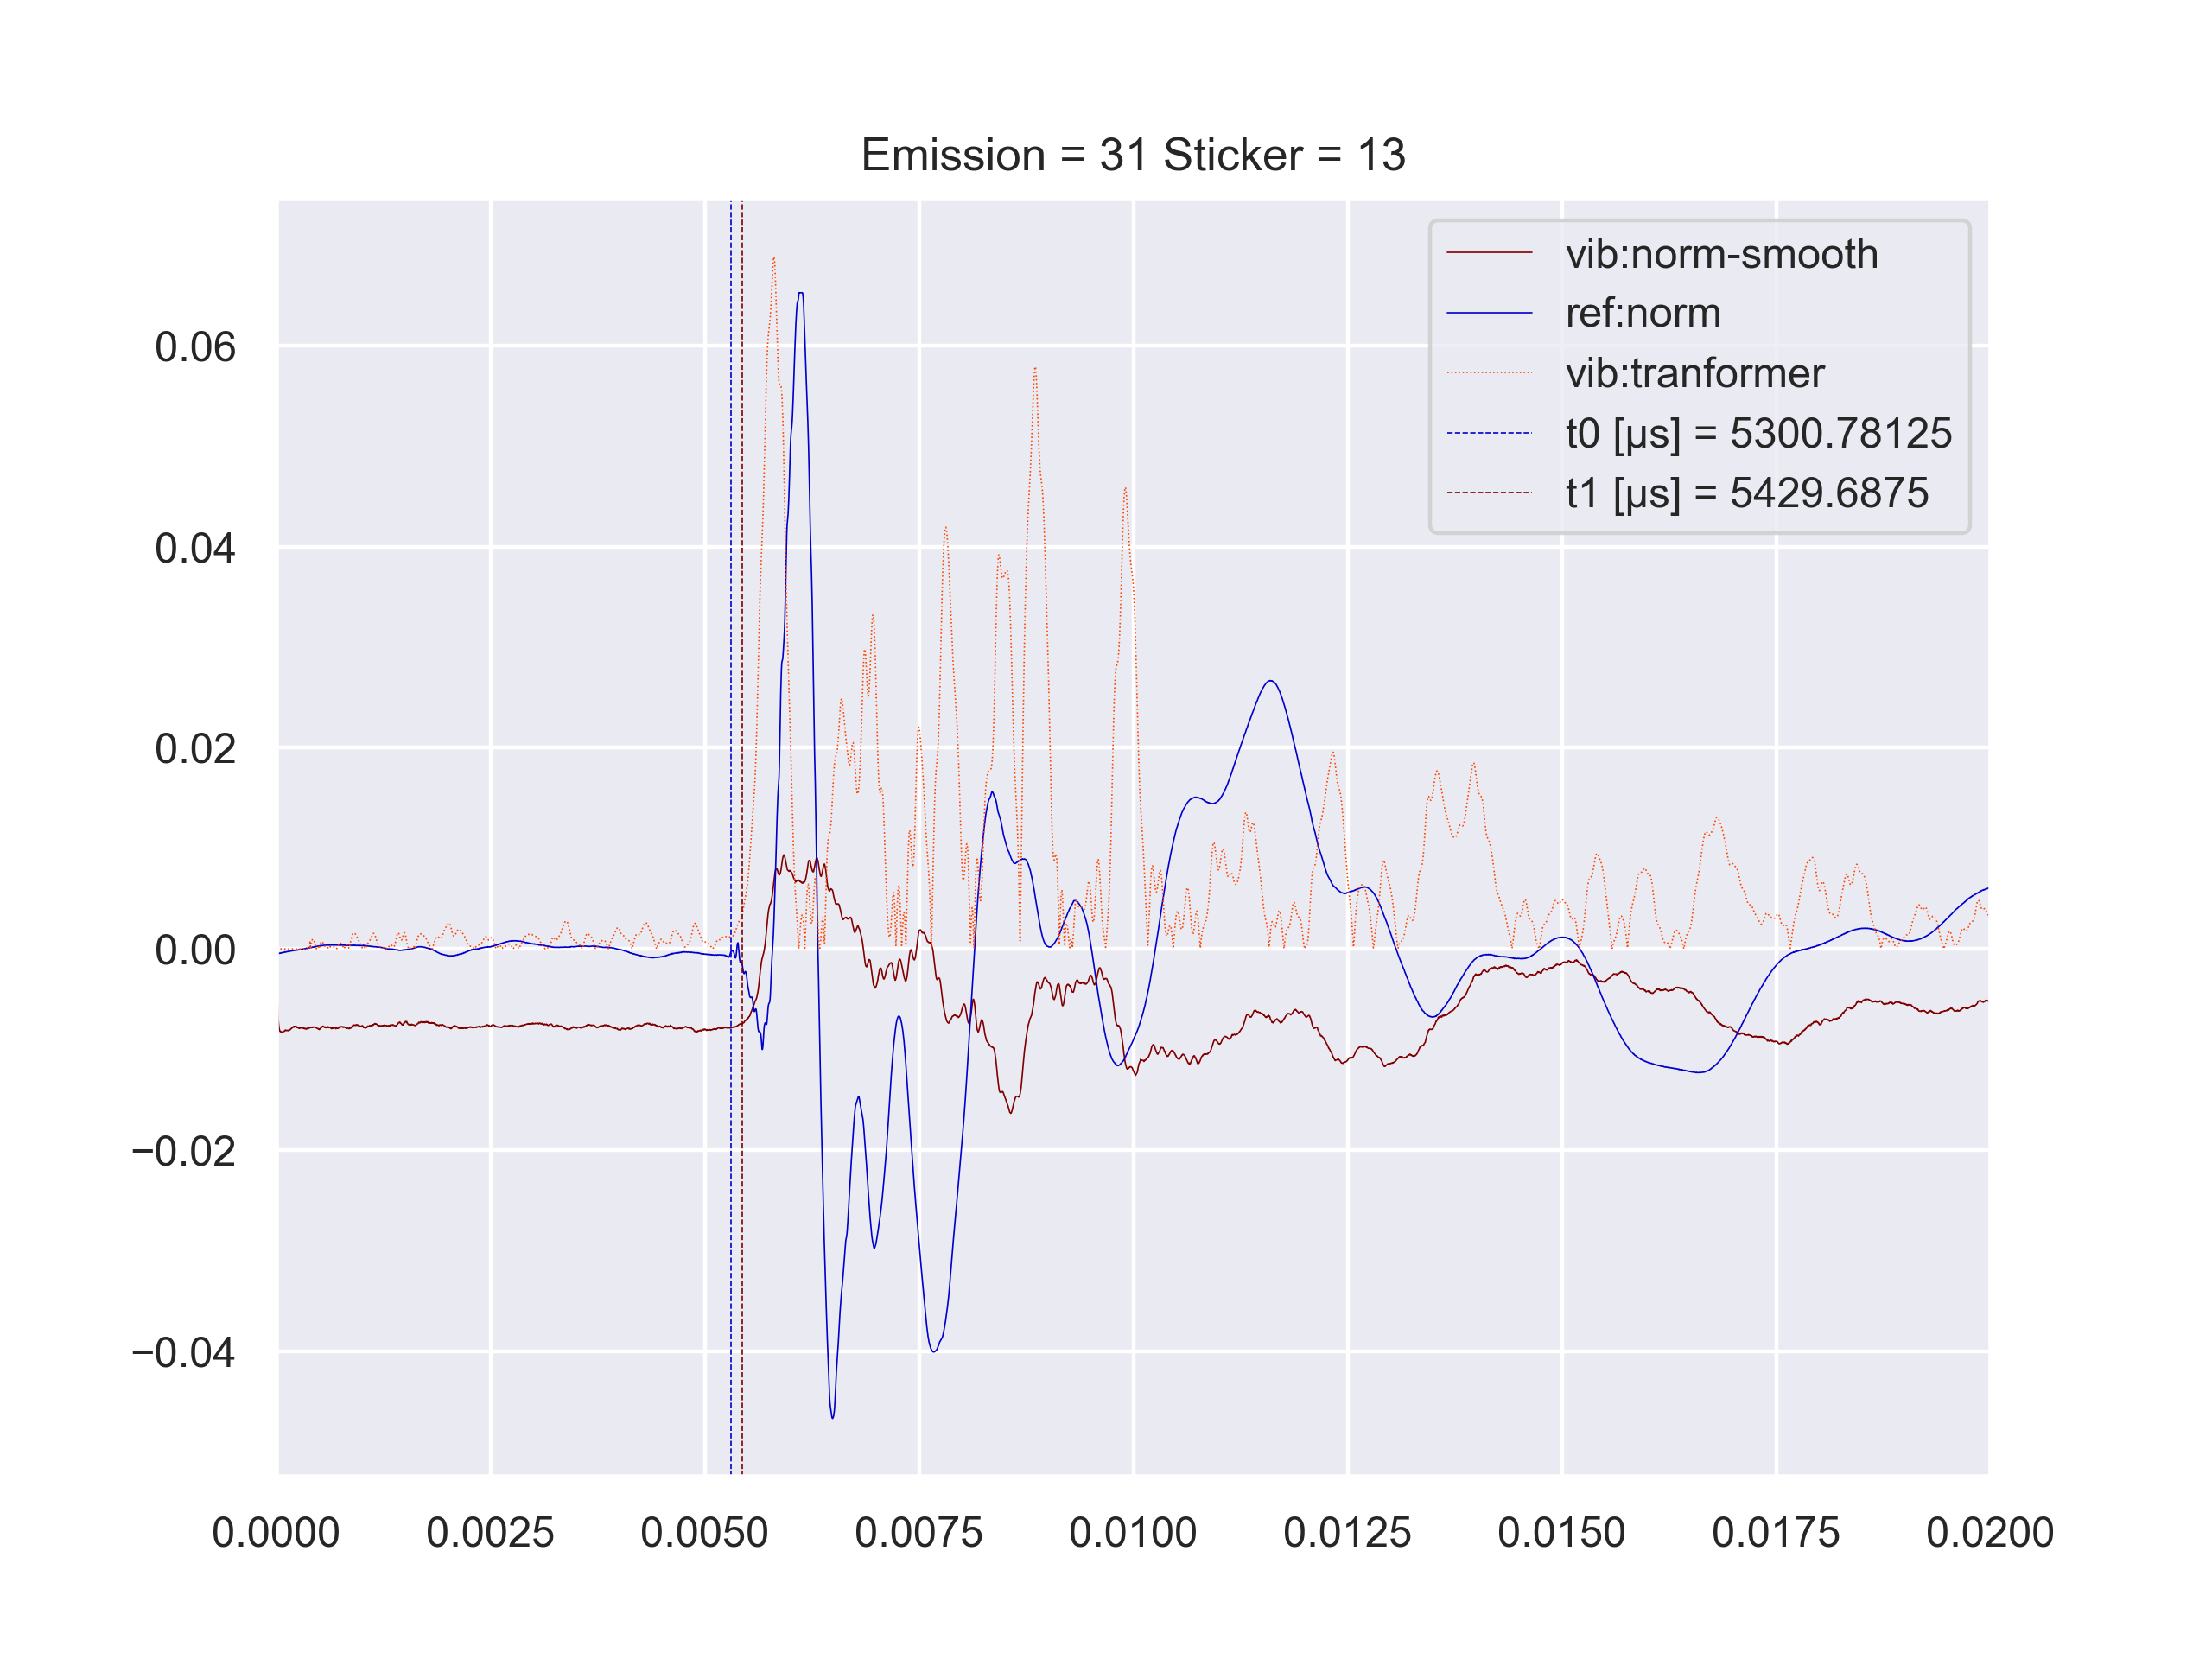 Emission = 31 Sticker = 13
vib:norm-smooth
ref:norm
vib:tranformer
t0 [µs] = 5300.78125
t1 [µs] = 5429.6875
0.06
0.04
0.02
0.00
−0.02
−0.04
0.0000 0.0025 0.0050 0.0075 0.0100 0.0125 0.0150 0.0175 0.0200